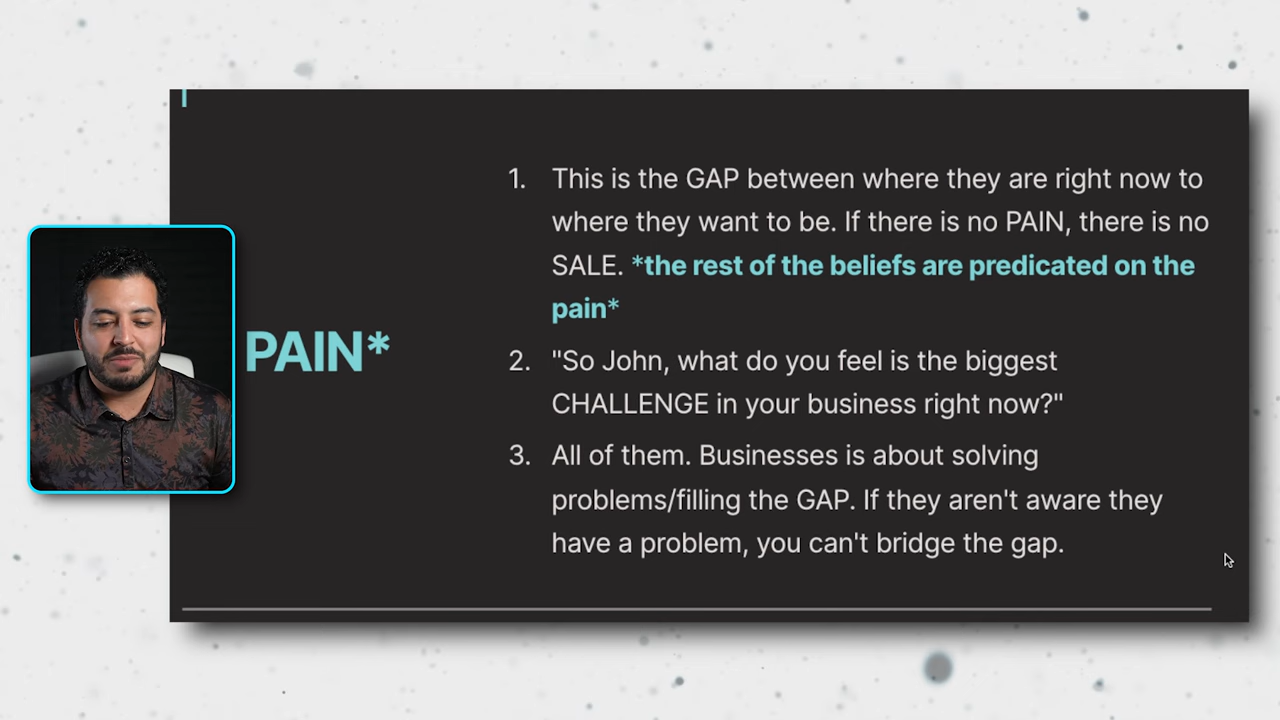 PAIN*
1. This is the GAP between where they are right now to
where they want to be. If there is no PAIN, there is no
SALE. *the rest of the beliefs are predicated on the
pain*
2. "So John, what do you feel is the biggest
CHALLENGE in your business right now?"
3. All of them. Businesses is about solving
problems/filling the GAP. If they aren't aware they
have a problem, you can't bridge the gap.